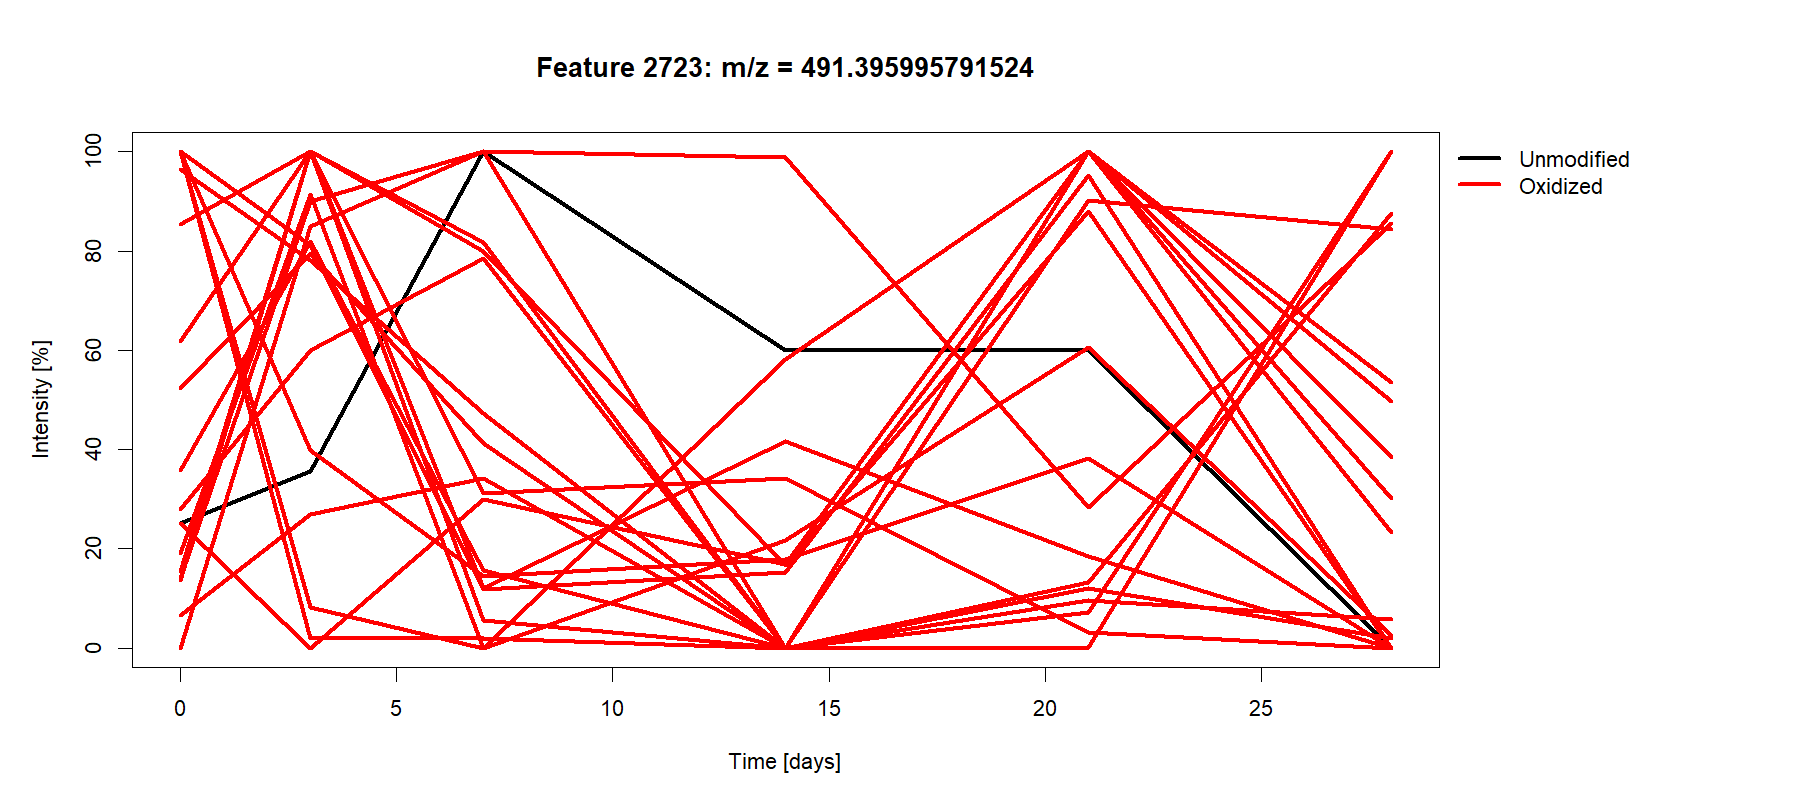 Feature 2723: m/z = 491.395995791524
Unmodified
Oxidized
Intensity [%]
100
80
60
40
20
0
0 5 10 15 20 25
Time [days]